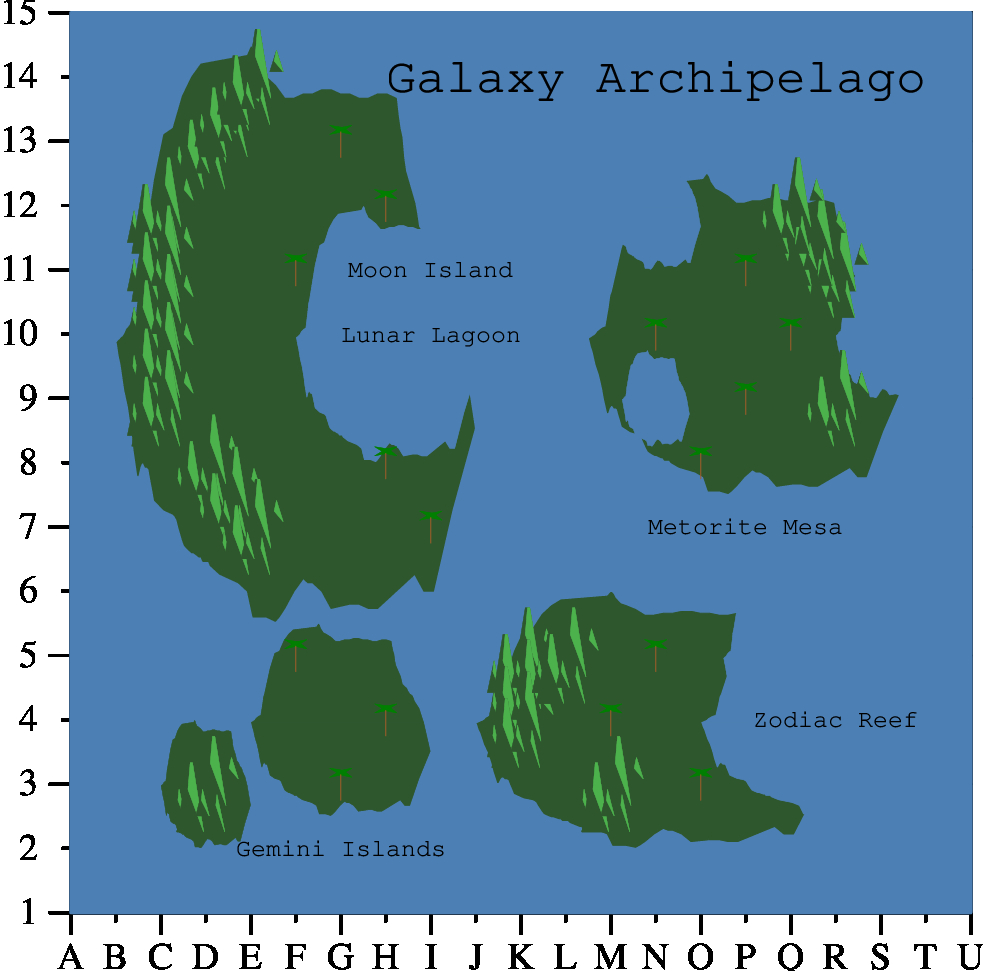 15
14
13
12
11
10
9
8
7
6
5
4
3
2
1
Galaxy Archipelago
Moon Island
Lunar Lagoon
Metorite Mesa
Zodiac Reef
Gemini Islands
A B C D E F G H I J K L M N O P Q R S T U